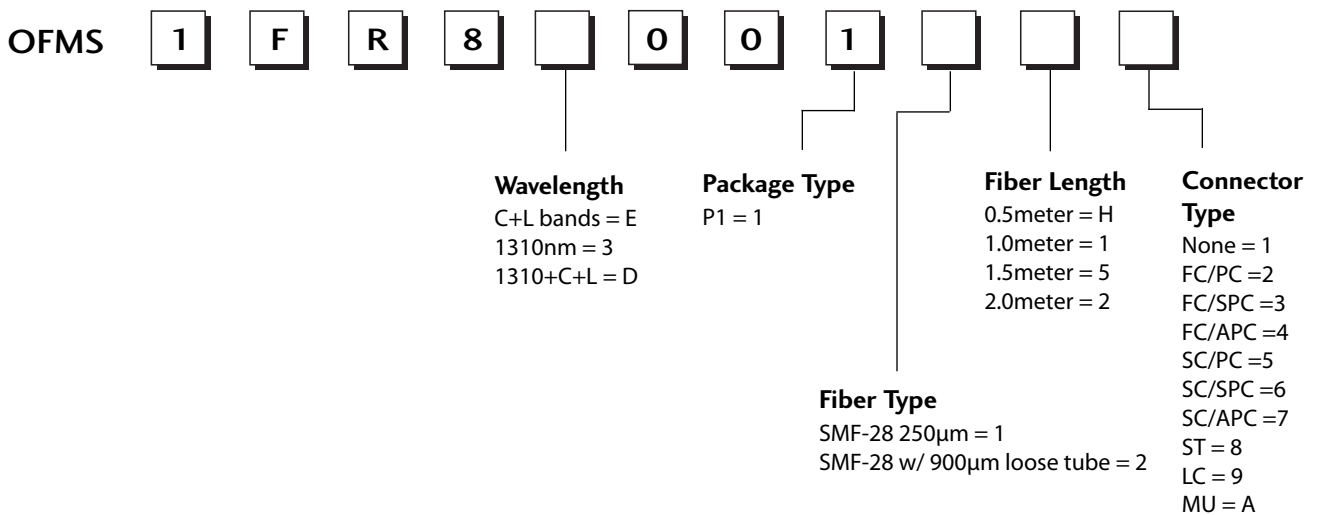 OFMS 1 F R 8 0 0 1
Wavelength
C+L bands = E
1310nm = 3
1310+C+L = D
Package Type
P1 = 1
Fiber Type
SMF-28 250µm = 1
SMF-28 w/ 900µm loose tube = 2
Fiber Length
0.5meter = H
1.0meter = 1
1.5meter = 5
2.0meter = 2
Connector
Type
None = 1
FC/PC =2
FC/SPC =3
FC/APC =4
SC/PC =5
SC/SPC =6
SC/APC =7
ST = 8
LC = 9
MU = A